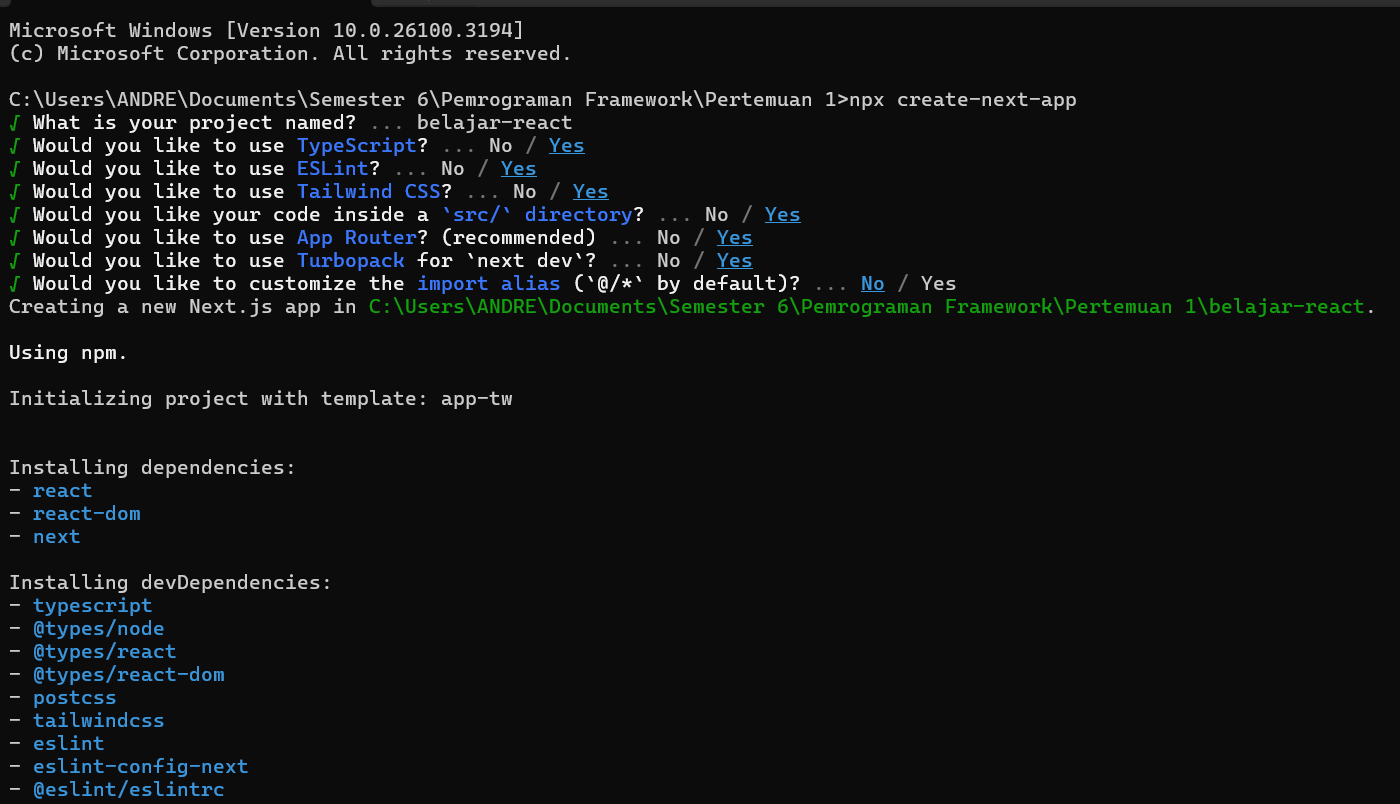 Microsoft Windows [Version 10.0.26100.3194]
(c) Microsoft Corporation. All rights reserved.
C:\Users\ANDRE\Documents\Semester 6\Pemrograman Framework\Pertemuan 1>npx create-next-app
√ What is your project named? ... belajar-react
√ Would you like to use TypeScript? ... No / Yes
√ Would you like to use ESLint? ... No / Yes
√ Would you like to use Tailwind CSS? ... No / Yes
√ Would you like your code inside a `src/` directory? ... No / Yes
√ Would you like to use App Router? (recommended) ... No / Yes
√ Would you like to use Turbopack for `next dev`? ... No / Yes
√ Would you like to customize the import alias (`@/*` by default)? ... No / Yes
Creating a new Next.js app in C:\Users\ANDRE\Documents\Semester 6\Pemrograman Framework\Pertemuan 1\belajar-react.
Using npm.
Initializing project with template: app-tw
Installing dependencies:
- react
- react-dom
- next
Installing devDependencies:
- typescript
- @types/node
- @types/react
- @types/react-dom
- postcss
- tailwindcss
- eslint
- eslint-config-next
- @eslint/eslintrc